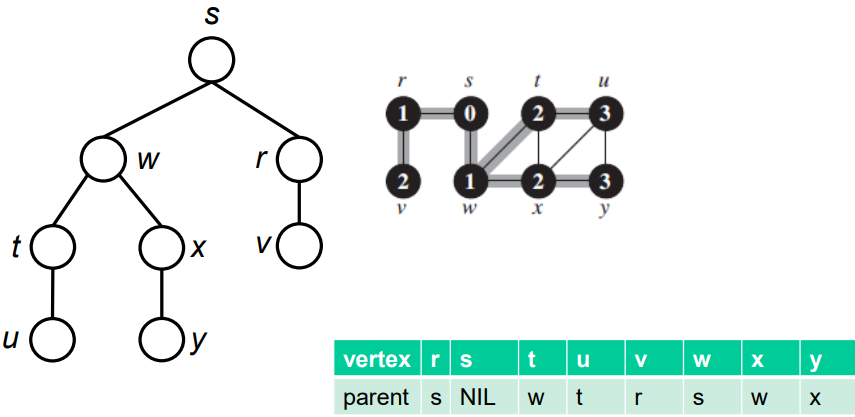 s
w r
t x v
u y
r s t u
1 0 2 3
2 1 2 3
v w x y
vertex r s t u v w x y
parent s NIL w t r s w x